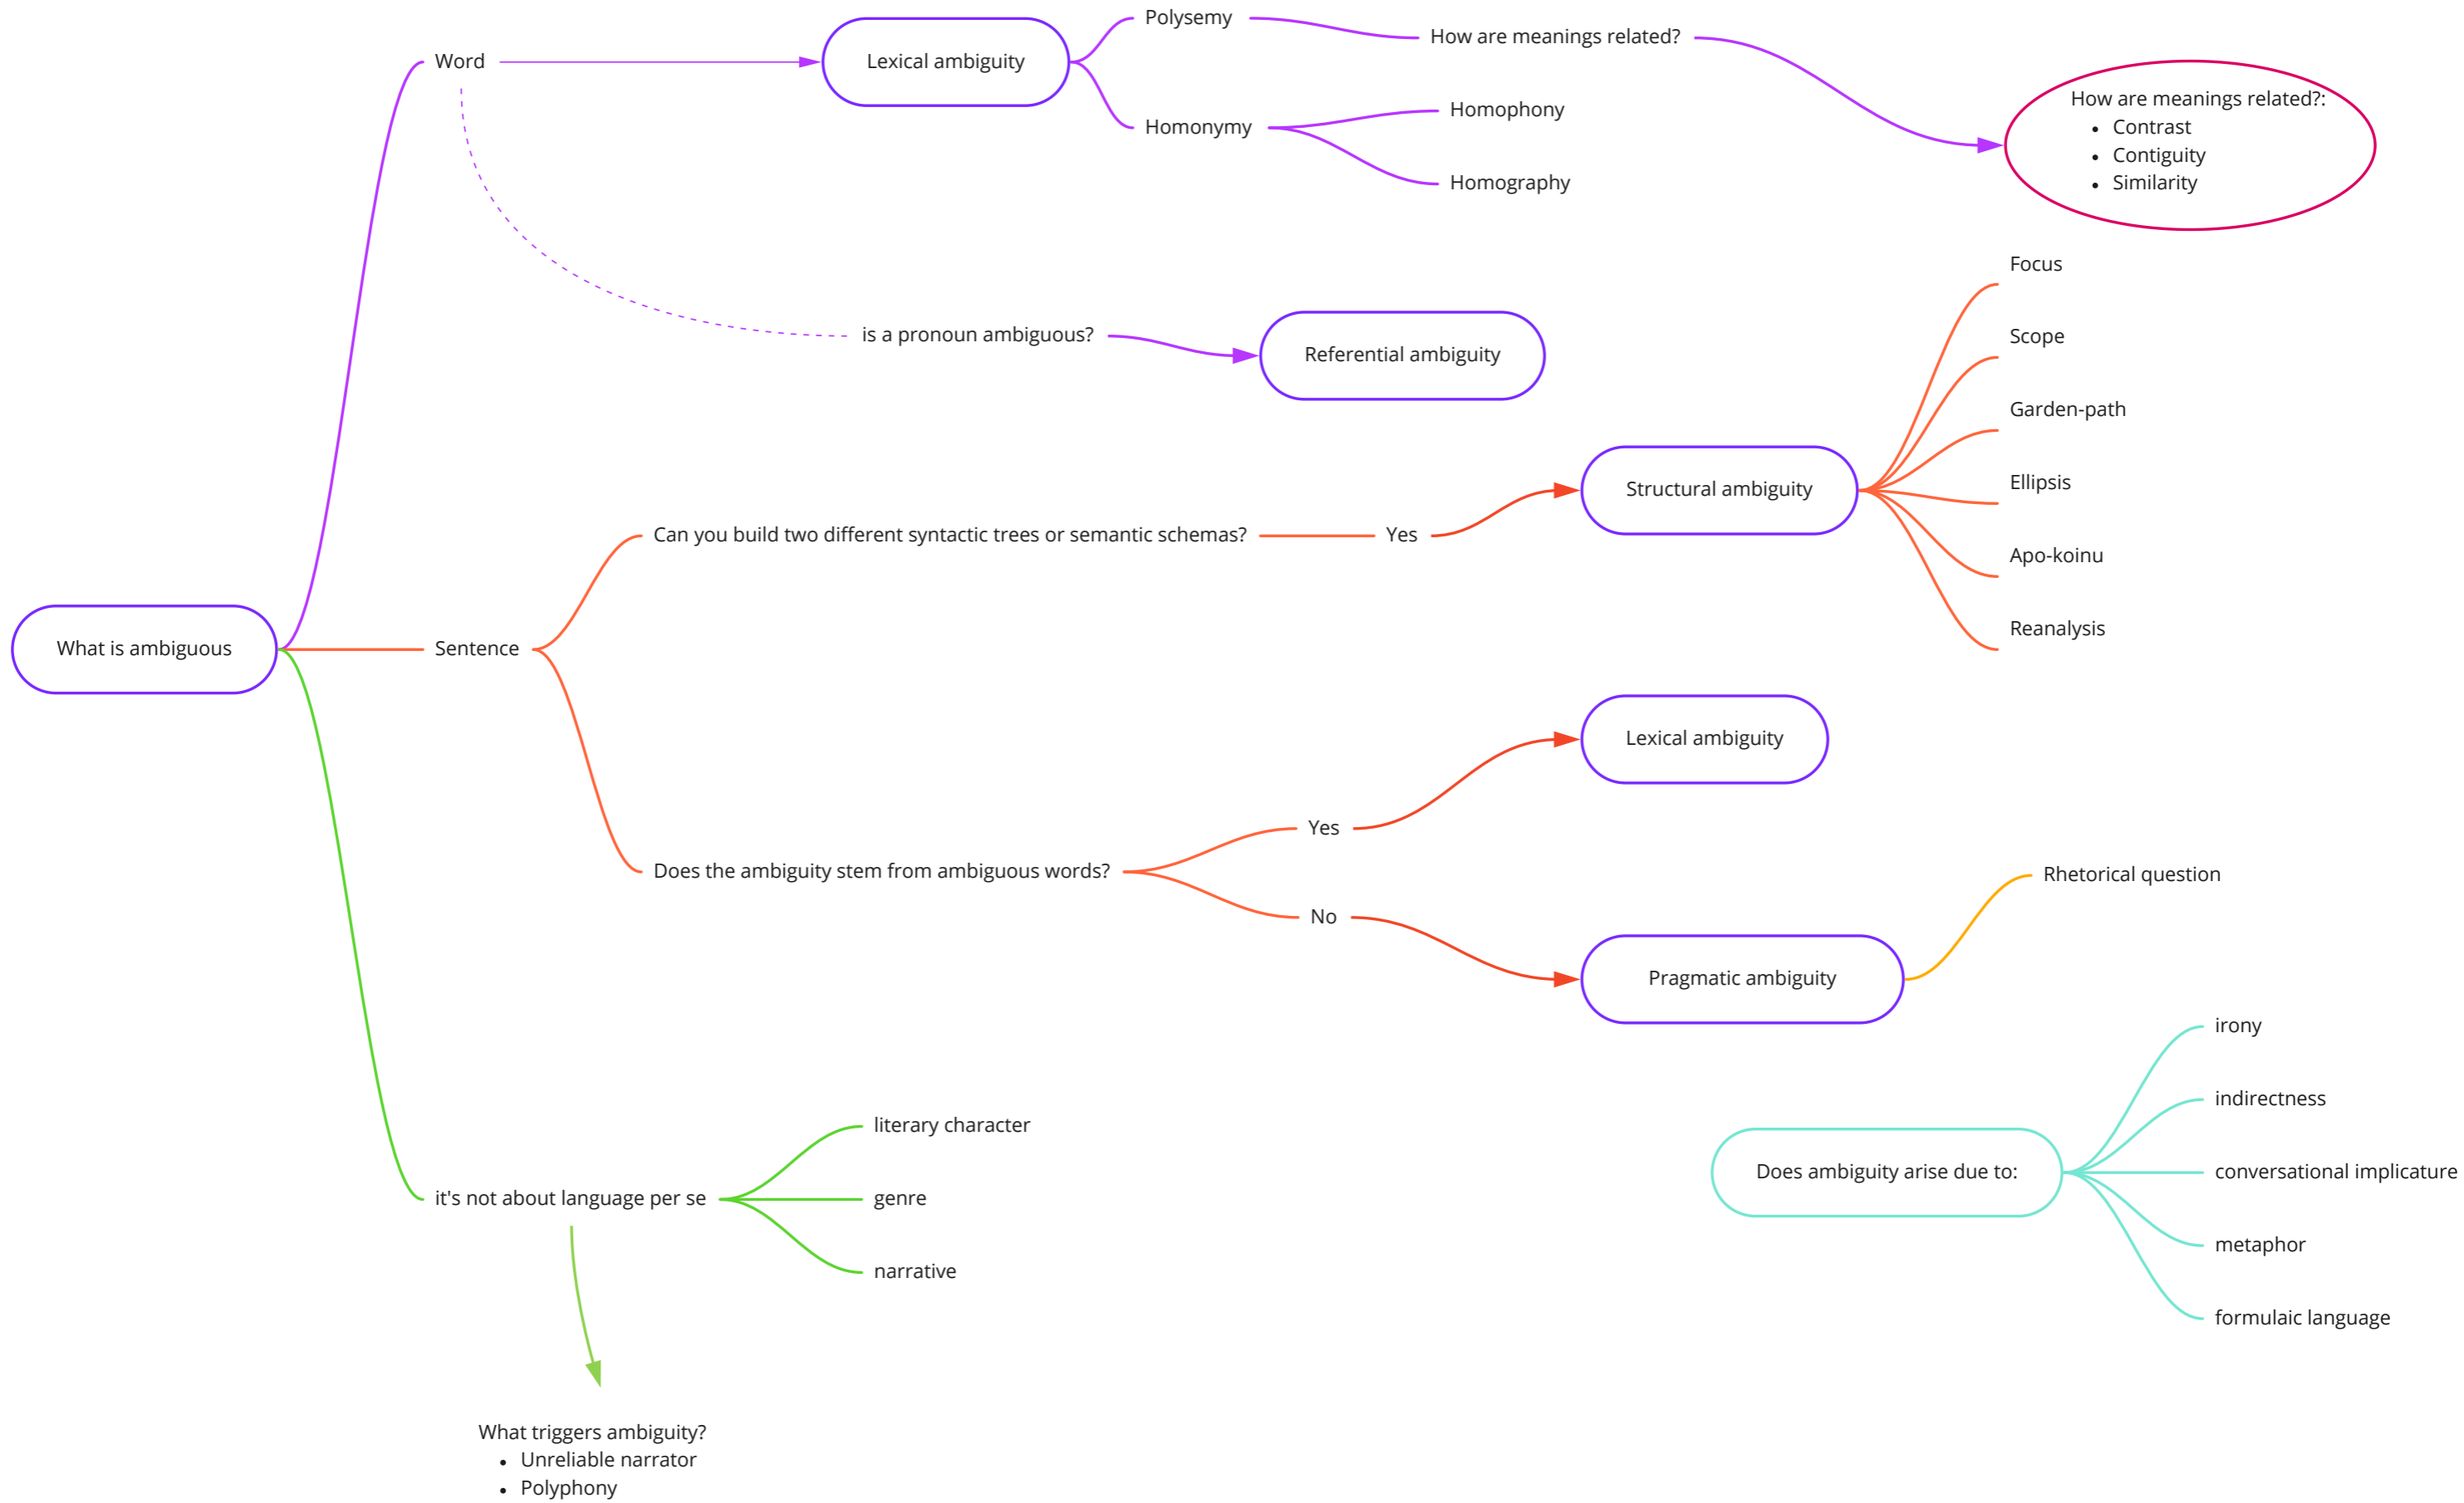 Polysemy
How are meanings related?
Word
Lexical ambiguity
How are meanings related?:
• Contrast
• Contiguity
• Similarity
Homophony
Homonymy
Homography
Focus
is a pronoun ambiguous?
Referential ambiguity
Scope
Garden-path
Structural ambiguity
Ellipsis
Can you build two different syntactic trees or semantic schemas?
Yes
Apo-koinu
Reanalysis
What is ambiguous
Sentence
Lexical ambiguity
Yes
Does the ambiguity stem from ambiguous words?
Rhetorical question
No
Pragmatic ambiguity
irony
indirectness
literary character
Does ambiguity arise due to:
conversational implicature
it's not about language per se
genre
metaphor
narrative
formulaic language
What triggers ambiguity?
• Unreliable narrator
• Polyphony